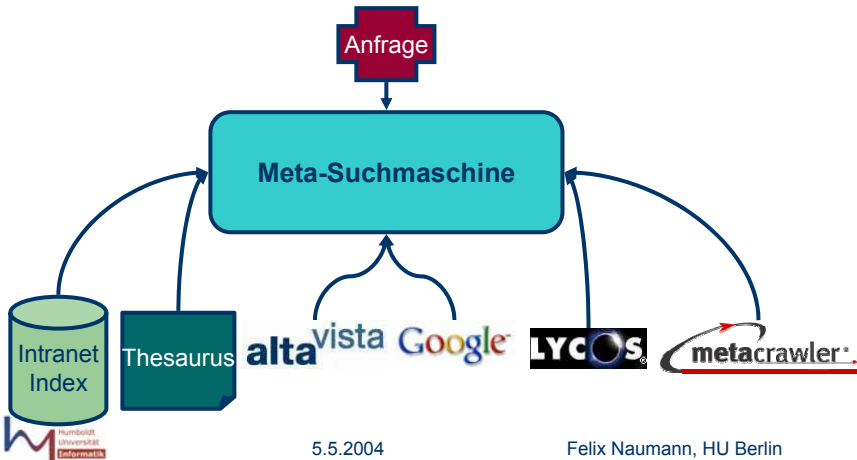 Anfrage
Meta-Suchmaschine
Intranet
Index
Thesaurus
altavista
Google
LYCOS
metacrawler
Humboldt
Universität
Informatik
5.5.2004
Felix Naumann, HU Berlin